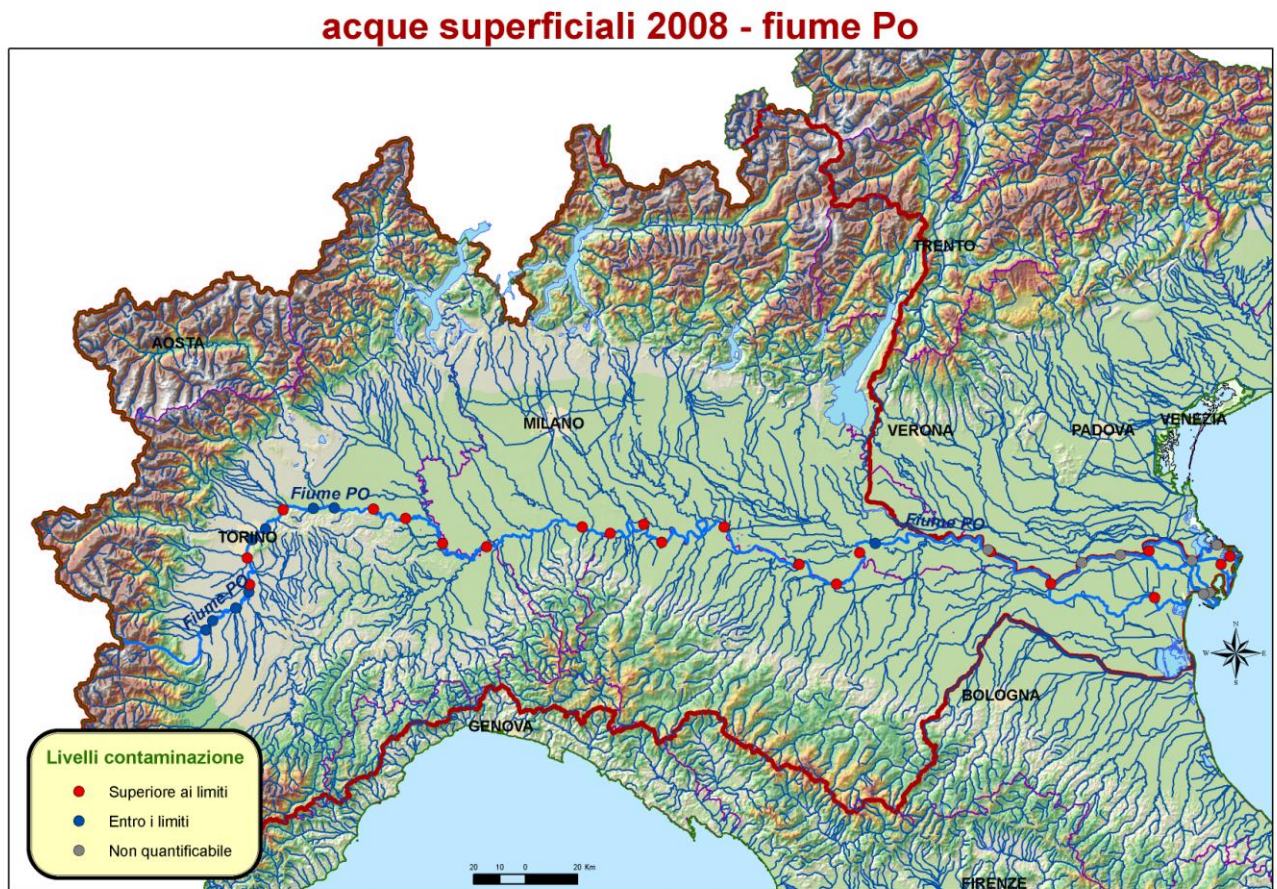 acque superficiali 2008 - fiume Po
TRENTO
AOSTA
MILANO
VERONA
PADOVA
VENEZIA
Fiume PO
TORINO
Fiume PO
Fiume PO
N
W
E
S
BOLOGNA
GENOVA
Livelli contaminazione
Superiore ai limiti
Entro i limiti
Non quantificabile
20 10 0 20 Km
FIRENZE